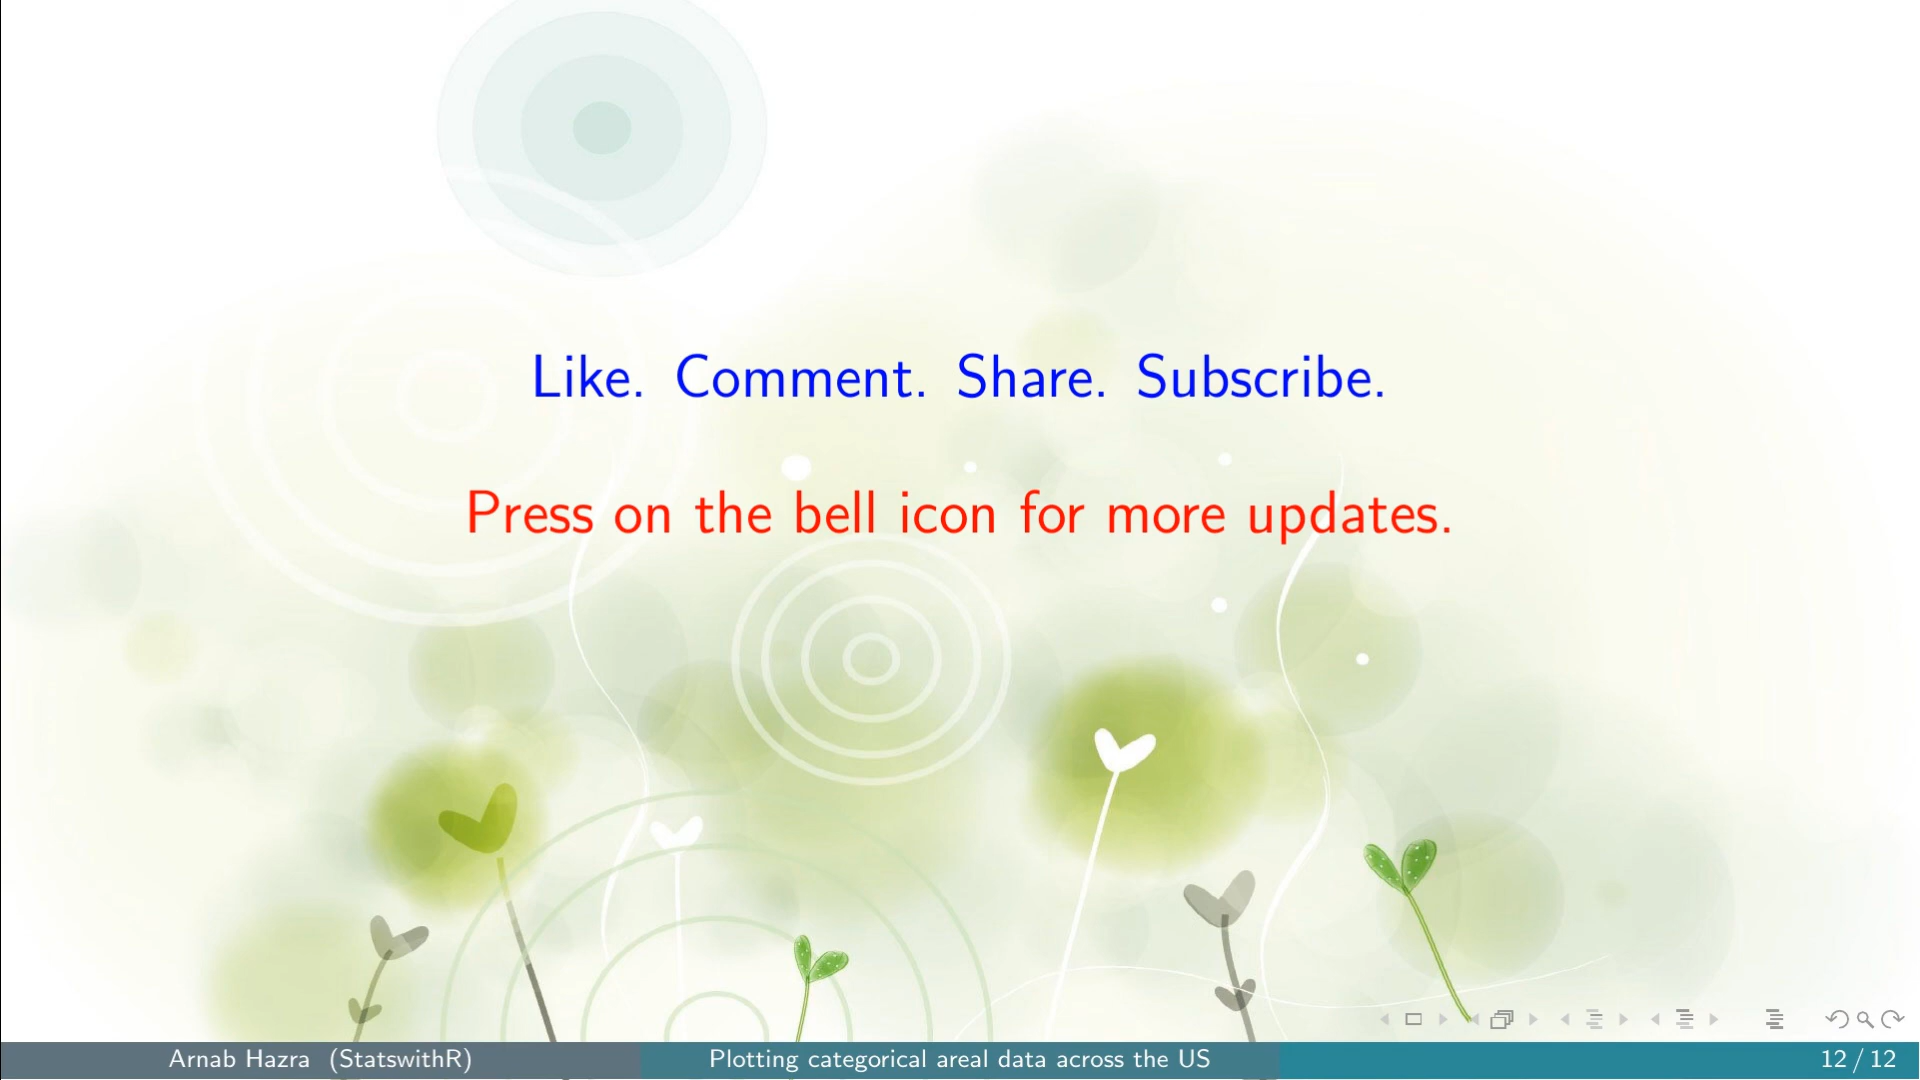 Like. Comment. Share. Subscribe.
Press on the bell icon for more updates.
Arnab Hazra (StatswithR)
Plotting categorical areal data across the US
12 / 12